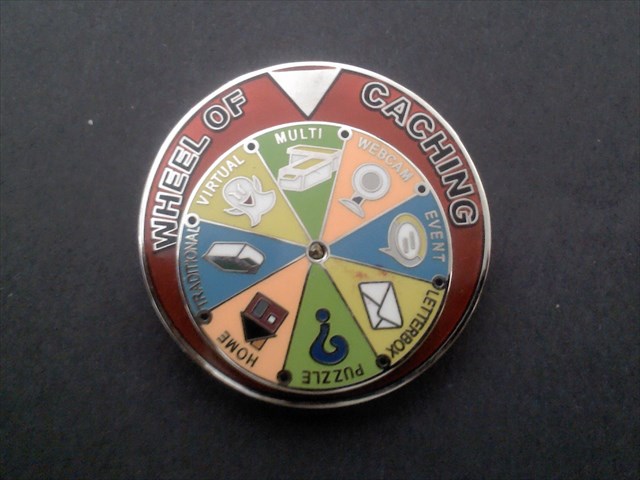 WHEEL OF CACHING
MULTI
WEBCAM
EVENT
LETTERBOX
PUZZLE
HOME
TRADITIONAL
VIRTUAL